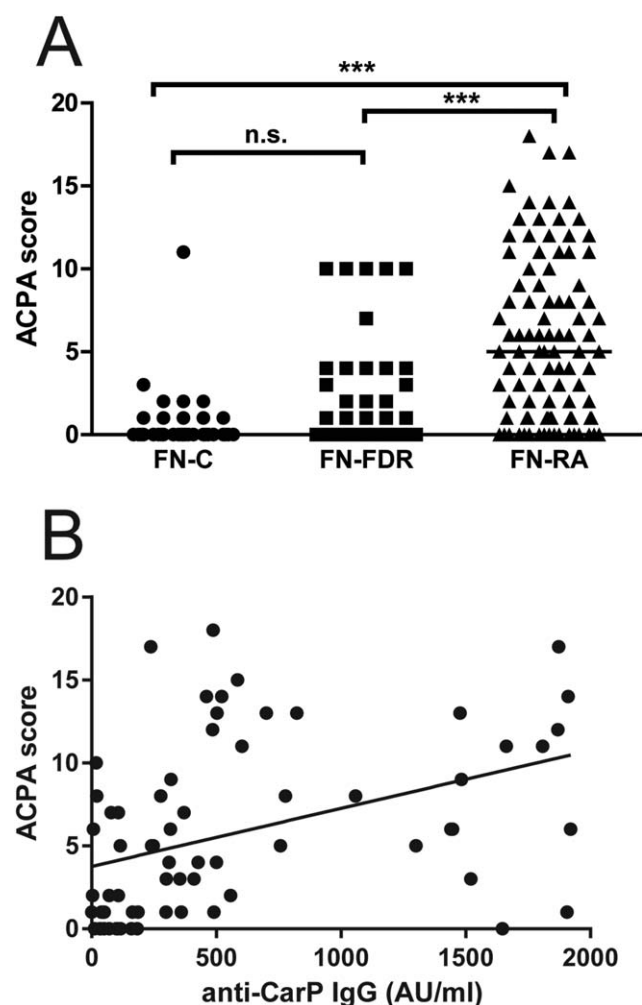 A
***
***
n.s.
20
15
10
5
0
ACPA score
FN-C FN-FDR FN-RA
B
20
15
10
5
0
ACPA score
0 500 1000 1500 2000
anti-CarP IgG (AU/ml)